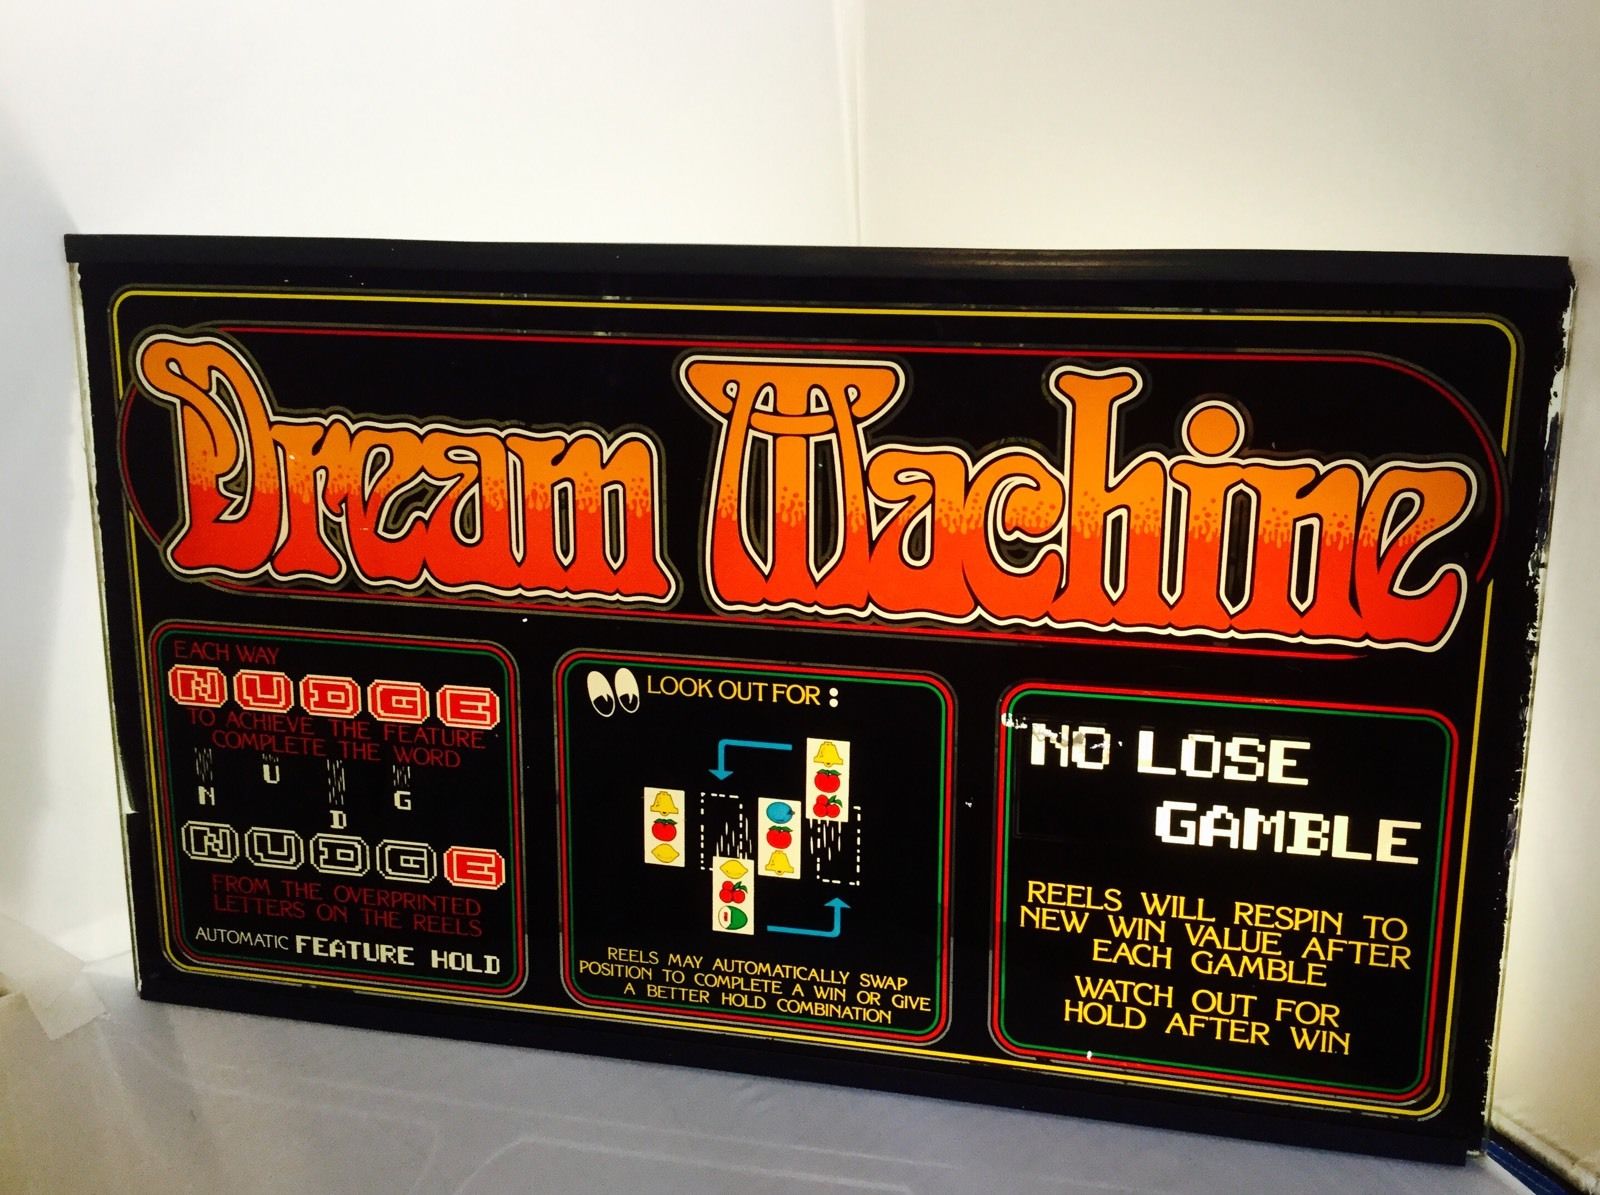 Dream Machine
EACH WAY
NUDGE
TO ACHIEVE THE FEATURE
COMPLETE THE WORD
N U D G
NUDGE
FROM THE OVERPRINTED
LETTERS ON THE REELS
AUTOMATIC FEATURE HOLD
LOOK OUT FOR :
REELS MAY AUTOMATICALLY SWAP
POSITION TO COMPLETE A WIN OR GIVE
A BETTER HOLD COMBINATION
NO LOSE
GAMBLE
REELS WILL RESPIN TO
NEW WIN VALUE AFTER
EACH GAMBLE
WATCH OUT FOR
HOLD AFTER WIN